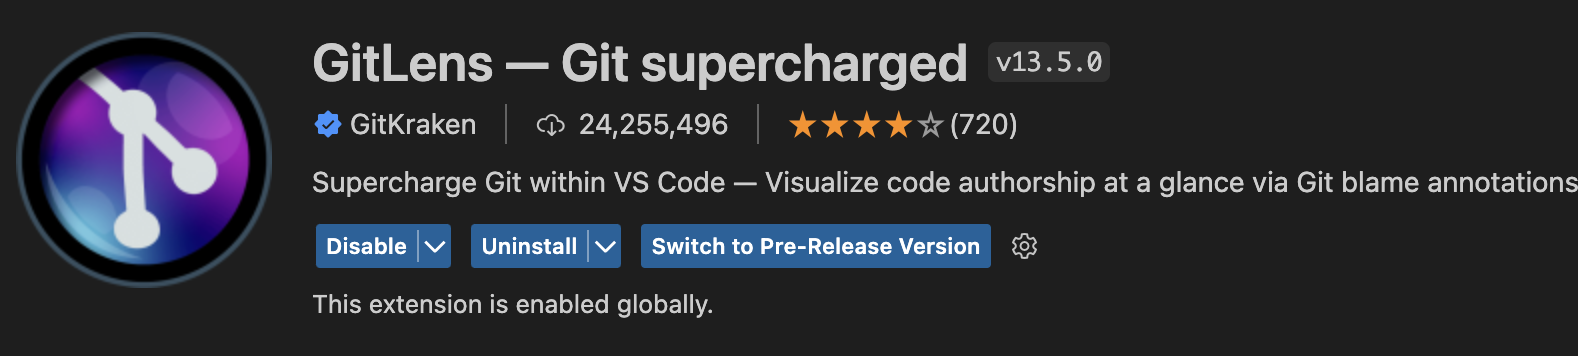 GitLens — Git supercharged v13.5.0
GitKraken 24,255,496 (720)
Supercharge Git within VS Code — Visualize code authorship at a glance via Git blame annotations
Disable Uninstall Switch to Pre-Release Version
This extension is enabled globally.